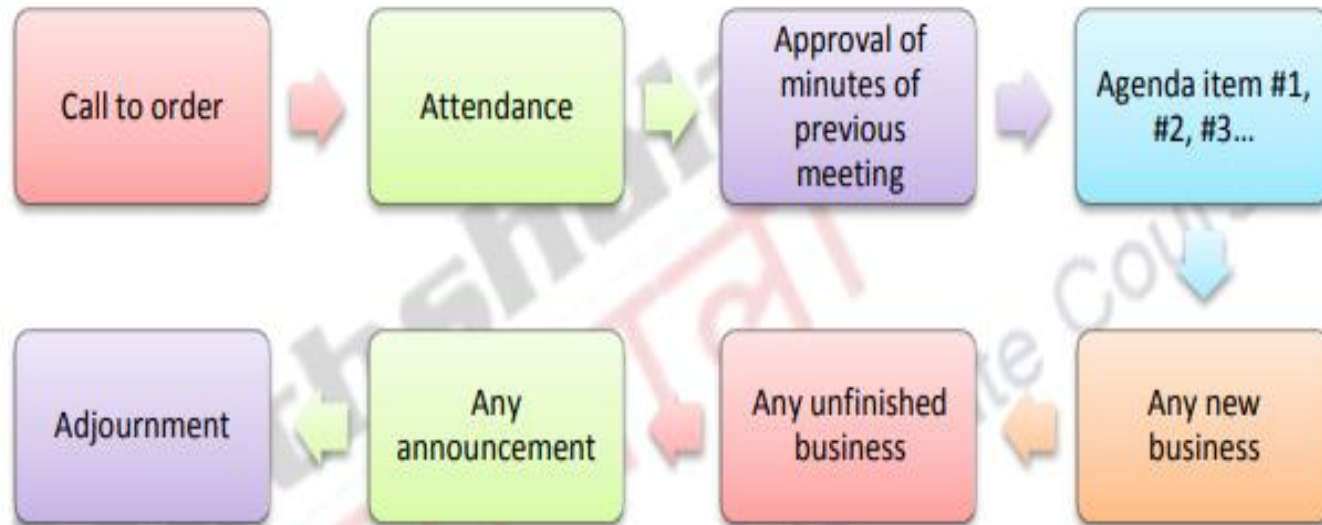 Call to order
Attendance
Approval of
minutes of
previous
meeting
Agenda item #1,
#2, #3...
Any new
business
Any unfinished
business
Any
announcement
Adjournment